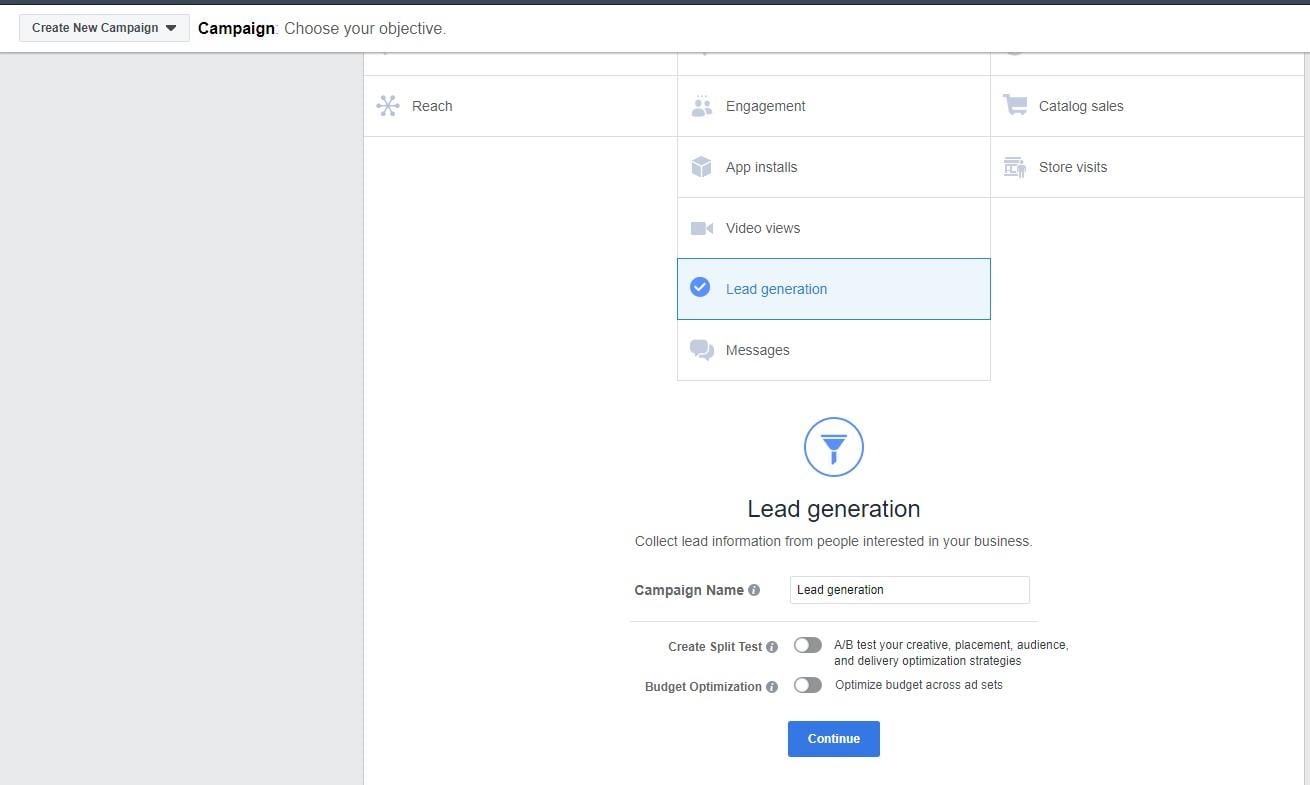 Create New Campaign
Campaign: Choose your objective.
Reach
Engagement
Catalog sales
App installs
Store visits
Video views
Lead generation
Messages
Lead generation
Collect lead information from people interested in your business.
Campaign Name
Lead generation
Create Split Test
A/B test your creative, placement, audience,
and delivery optimization strategies
Budget Optimization
Optimize budget across ad sets
Continue